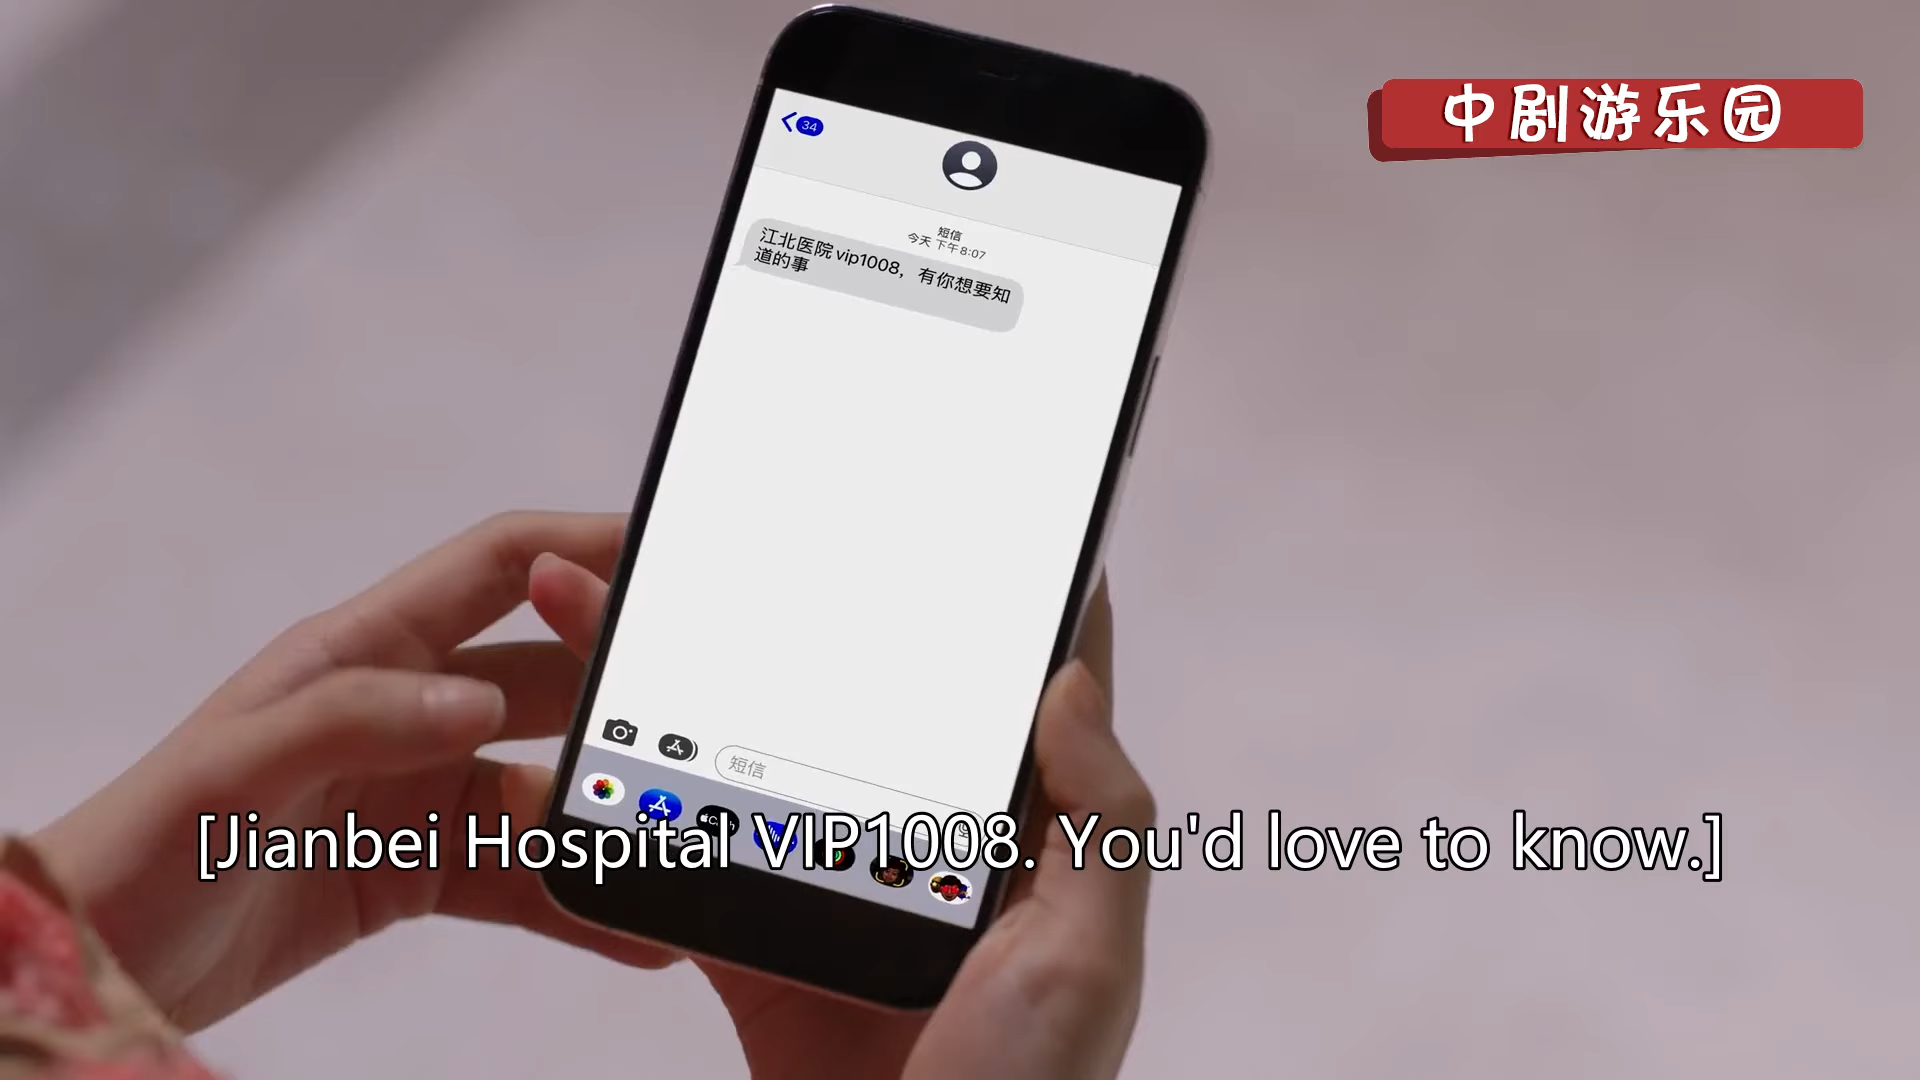 中剧游乐园
34
短信
今天 下午 8:07
江北医院 vip1008，有你想要知
道的事
短信
[Jianbei Hospital VIP1008. You'd love to know.]